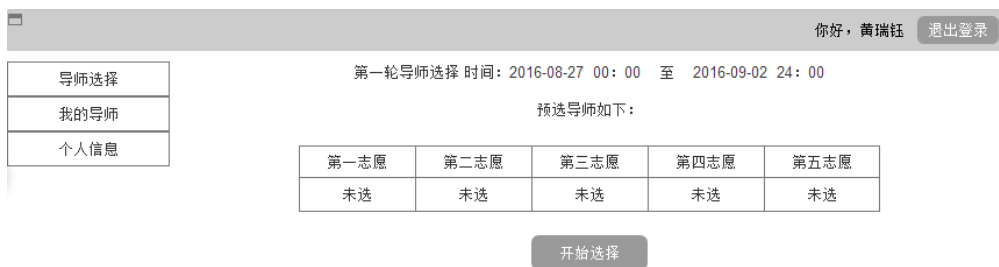 你好，黄瑞钰 退出登录
导师选择
我的导师
个人信息
第一轮导师选择 时间：2016-08-27 00：00 至 2016-09-02 24：00
预选导师如下：
第一志愿 第二志愿 第三志愿 第四志愿 第五志愿
未选 未选 未选 未选 未选
开始选择